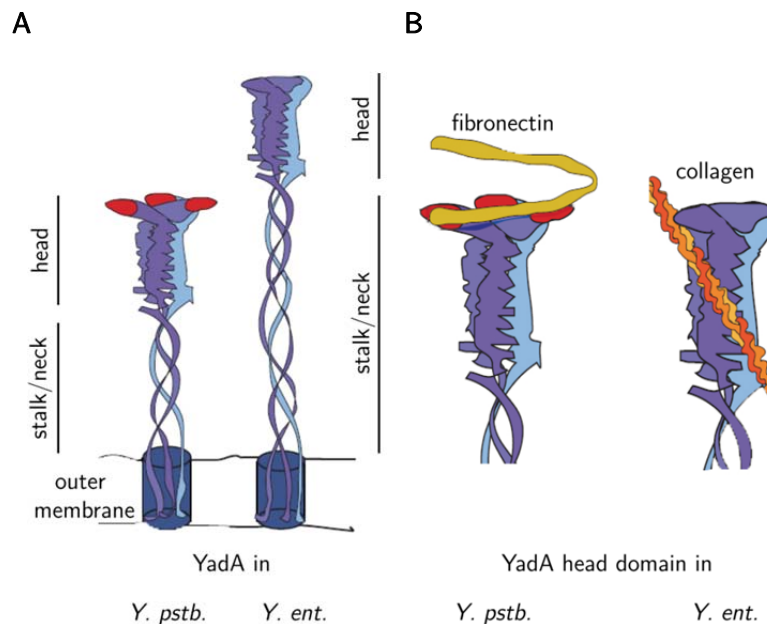 A
B
head
stalk/neck
head
stalk/neck
outer
membrane
fibronectin
collagen
YadA in
Y. pstb.
Y. ent.
YadA head domain in
Y. pstb.
Y. ent.